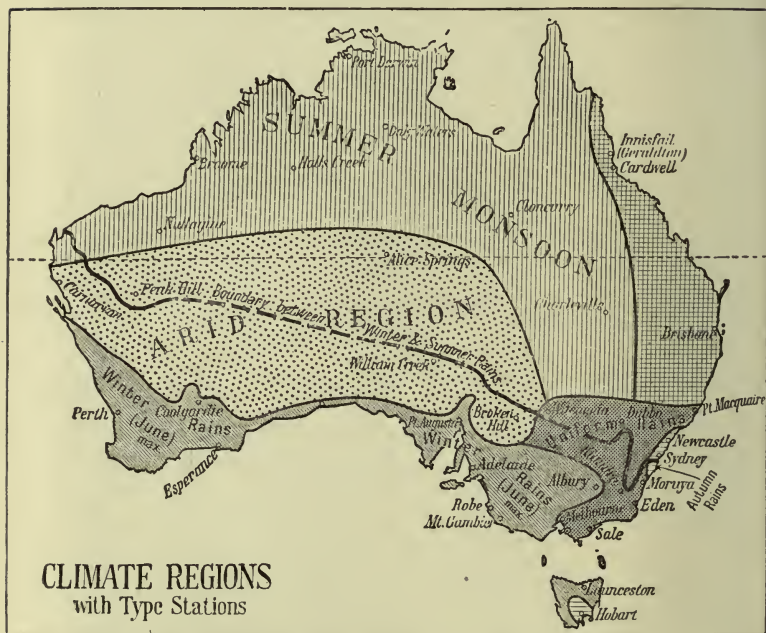 Port Darwin
SUMMER
Daly Waters
Innisfail
(Geraldton)
Cardwell
Broome
Halls Creek
MONSOON
Cloncurry
Nullagine
Alice Springs
Carnarvon
Peak Hill
Boundary between Winter & Summer Rains
ARID REGION
Charleville
Brisbane
William Creek
Winter
(June)
max.
Rains
Coolgardie
Perth
Esperance
Pt. Augusta
Broken
Hill
Dubbo
Pt. Macquaire
Uniform Rains
Newcastle
Sydney
Winter
Rains
(June)
max.
Adelaide
Albury
Moruya
Autumn
Rains
Robe
Melbourne
Eden
Mt. Gambier
Sale
CLIMATE REGIONS
with Type Stations
Launceston
Hobart